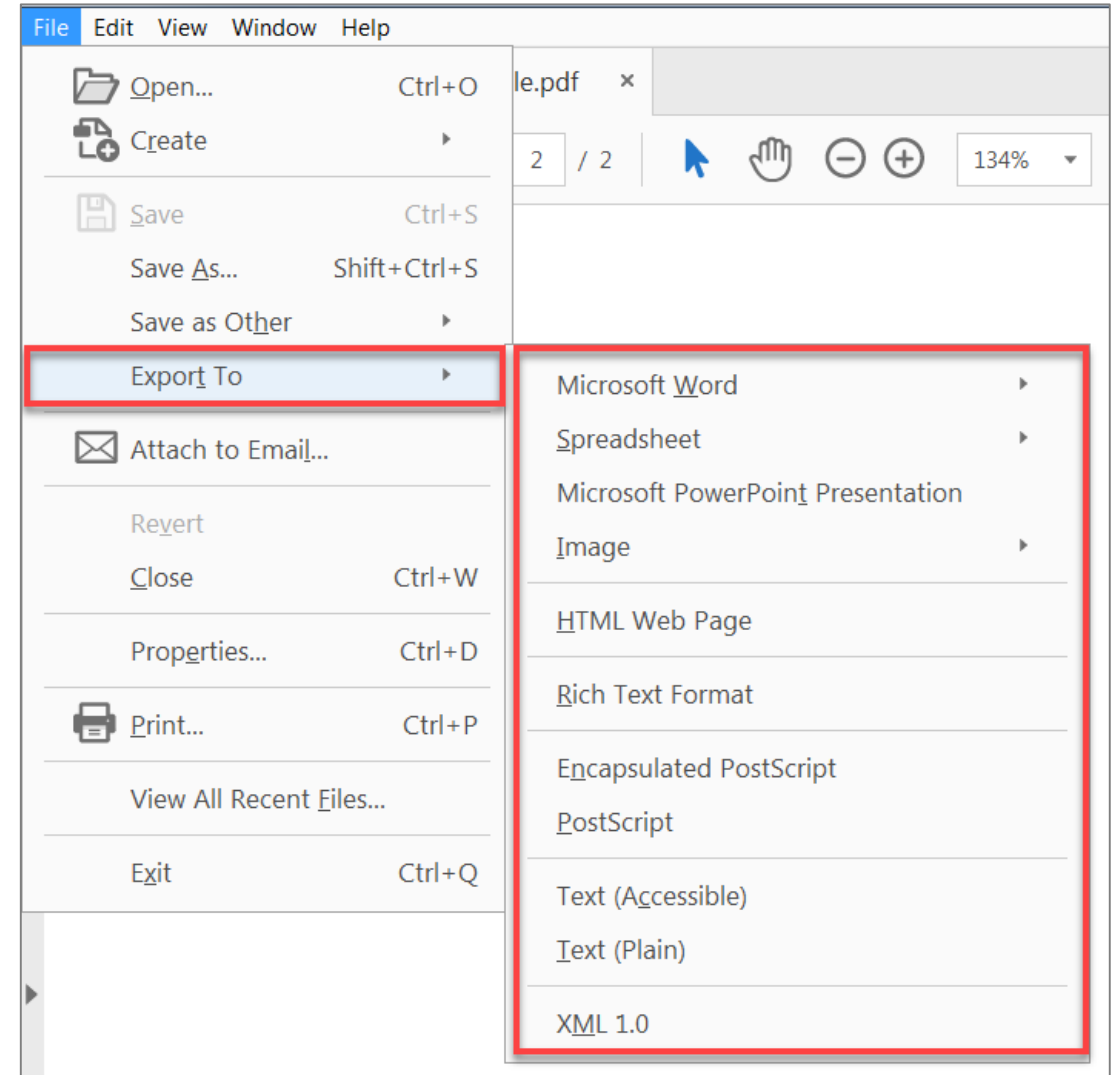 File Edit View Window Help
Open... Ctrl+O
Create
Save Ctrl+S
Save As... Shift+Ctrl+S
Save as Other
Export To
Attach to Email...
Revert
Close Ctrl+W
Properties... Ctrl+D
Print... Ctrl+P
View All Recent Files...
Exit Ctrl+Q
le.pdf ×
2 / 2 134%
Microsoft Word
Spreadsheet
Microsoft PowerPoint Presentation
Image
HTML Web Page
Rich Text Format
Encapsulated PostScript
PostScript
Text (Accessible)
Text (Plain)
XML 1.0